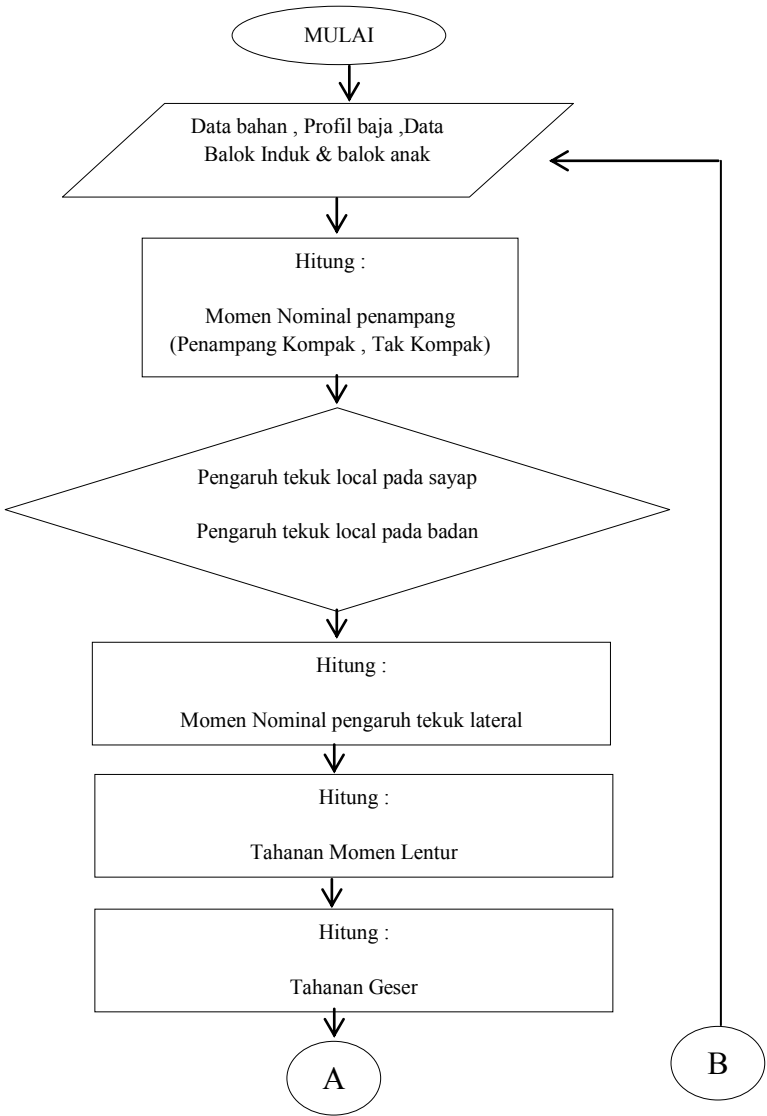 MULAI
Data bahan , Profil baja ,Data
Balok Induk & balok anak
Hitung :
Momen Nominal penampang
(Penampang Kompak , Tak Kompak)
Pengaruh tekuk local pada sayap
Pengaruh tekuk local pada badan
Hitung :
Momen Nominal pengaruh tekuk lateral
Hitung :
Tahanan Momen Lentur
Hitung :
Tahanan Geser
A
B